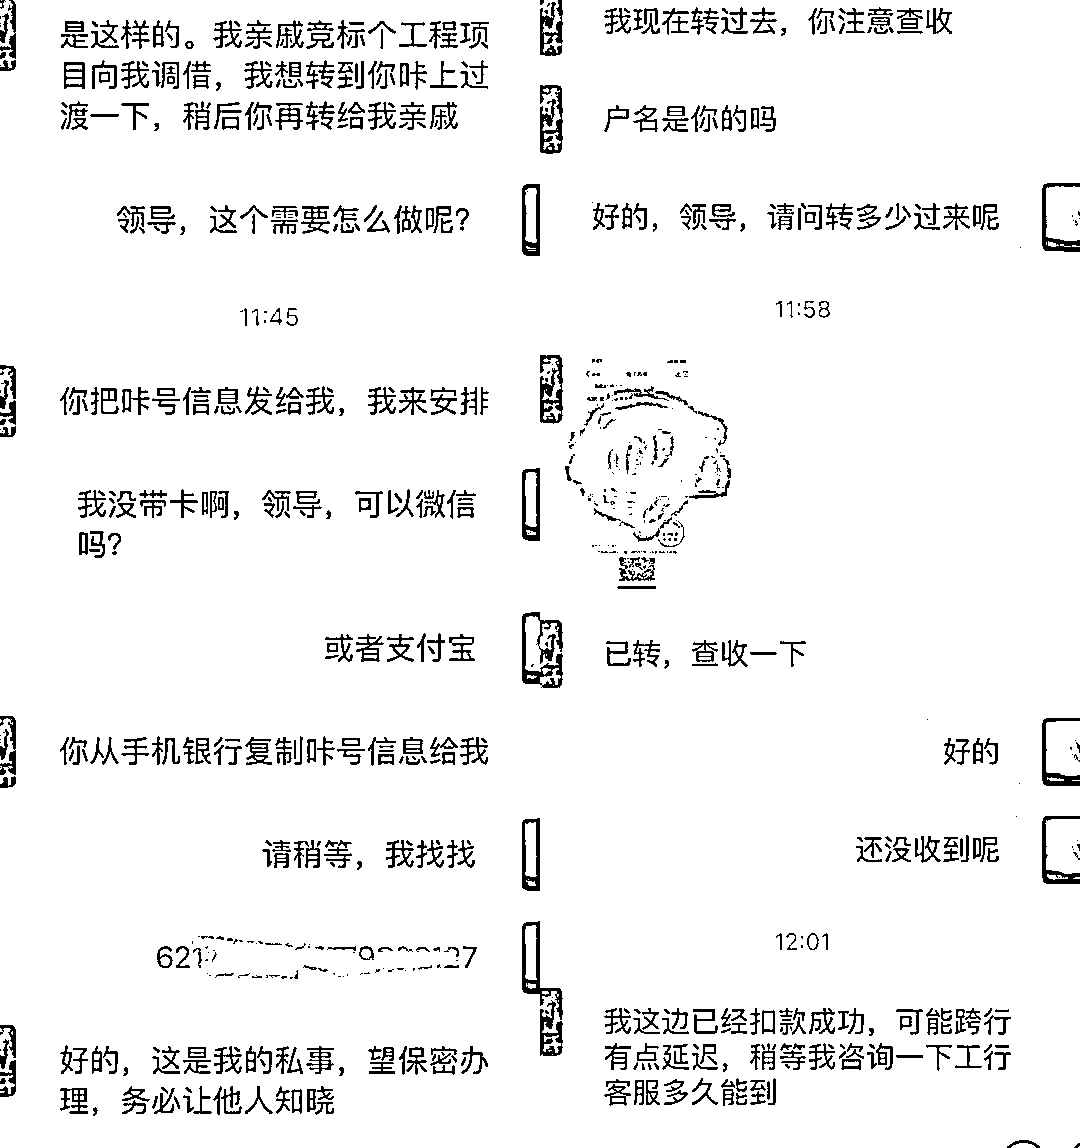 是这样的。我亲戚竞标个工程项
目向我调借，我想转到你咔上过
渡一下，稍后你再转给我亲戚
领导，这个需要怎么做呢？
11:45
你把咔号信息发给我，我来安排
我没带卡啊，领导，可以微信
吗？
或者支付宝
你从手机银行复制咔号信息给我
请稍等，我找找
621
好的，这是我的私事，望保密办
理，务必让他人知晓
我现在转过去，你注意查收
户名是你的吗
好的，领导，请问转多少过来呢
11:58
已转，查收一下
好的
还没收到呢
12:01
我这边已经扣款成功，可能跨行
有点延迟，稍等我咨询一下工行
客服多久能到